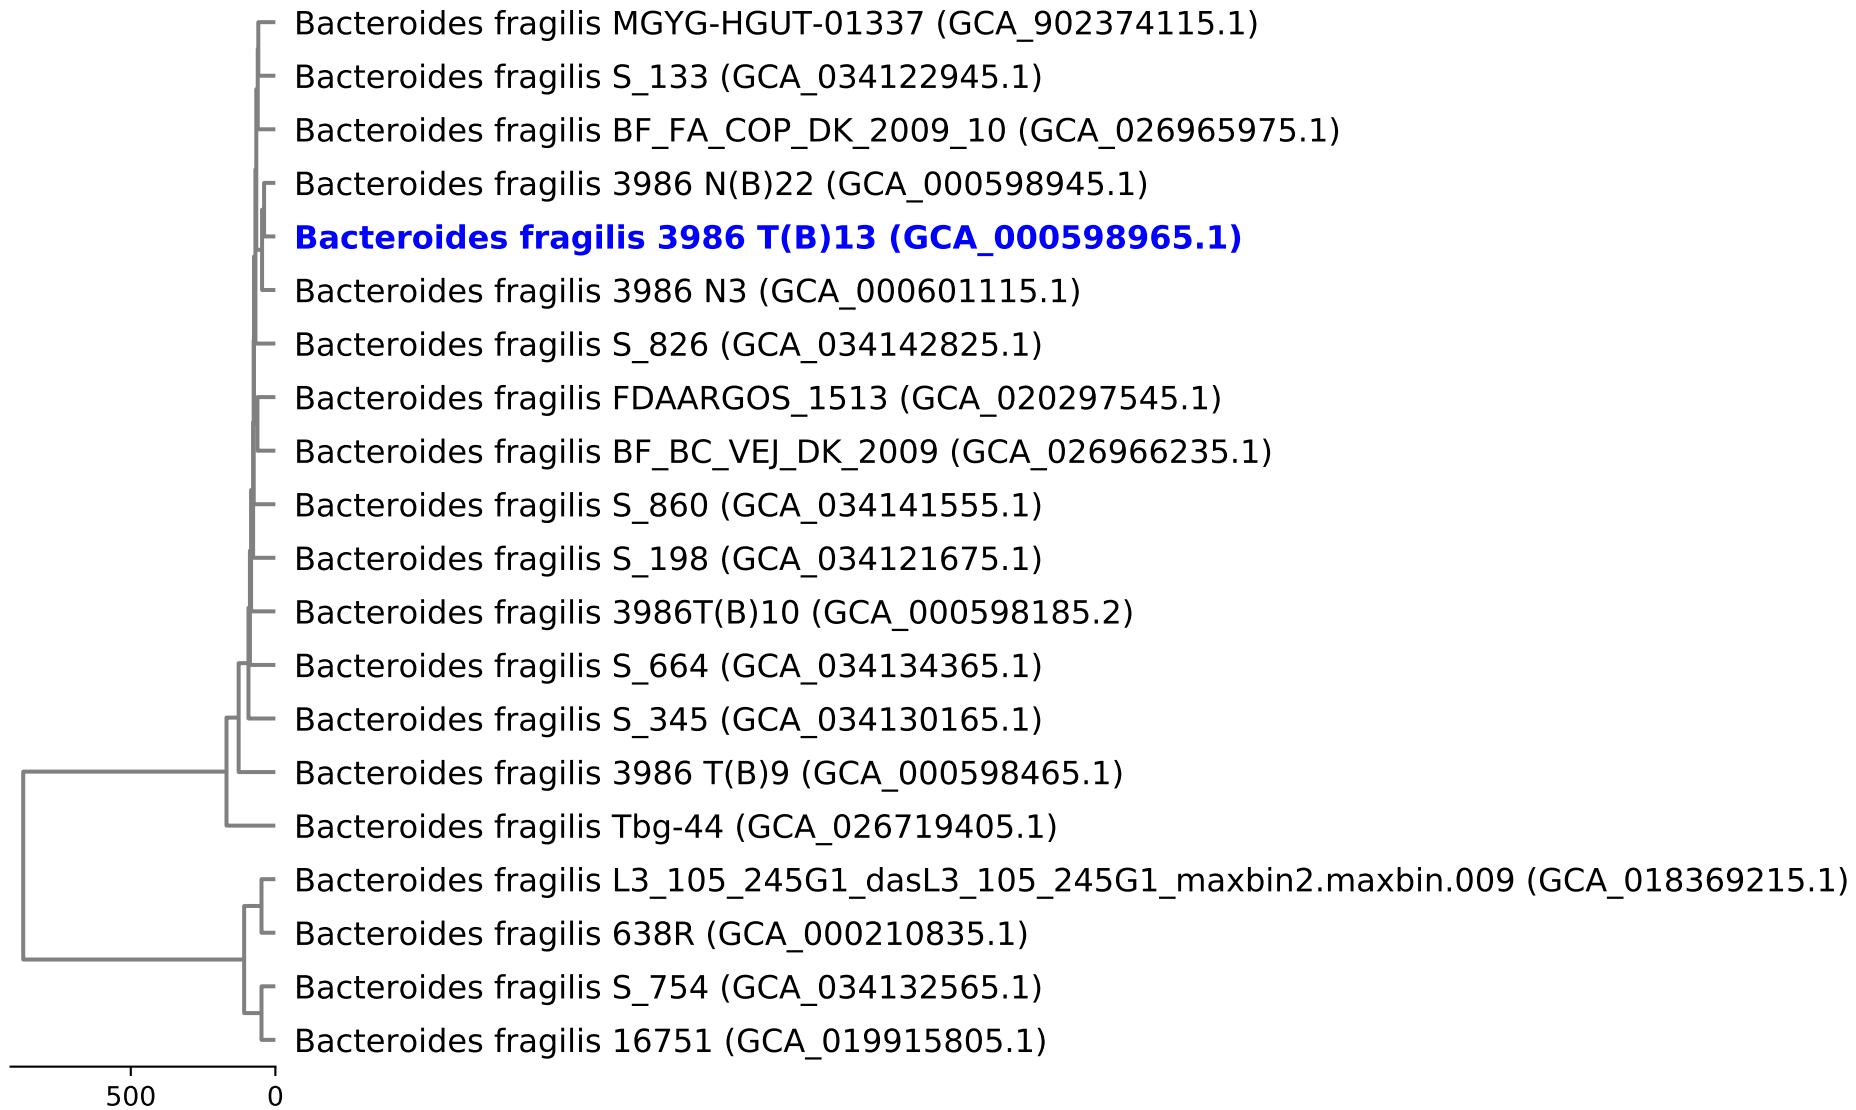 Bacteroides fragilis MGYG-HGUT-01337 (GCA_902374115.1)
Bacteroides fragilis S_133 (GCA_034122945.1)
Bacteroides fragilis BF_FA_COP_DK_2009_10 (GCA_026965975.1)
Bacteroides fragilis 3986 N(B)22 (GCA_000598945.1)
Bacteroides fragilis 3986 T(B)13 (GCA_000598965.1)
Bacteroides fragilis 3986 N3 (GCA_000601115.1)
Bacteroides fragilis S_826 (GCA_034142825.1)
Bacteroides fragilis FDAARGOS_1513 (GCA_020297545.1)
Bacteroides fragilis BF_BC_VEJ_DK_2009 (GCA_026966235.1)
Bacteroides fragilis S_860 (GCA_034141555.1)
Bacteroides fragilis S_198 (GCA_034121675.1)
Bacteroides fragilis 3986T(B)10 (GCA_000598185.2)
Bacteroides fragilis S_664 (GCA_034134365.1)
Bacteroides fragilis S_345 (GCA_034130165.1)
Bacteroides fragilis 3986 T(B)9 (GCA_000598465.1)
Bacteroides fragilis Tbg-44 (GCA_026719405.1)
Bacteroides fragilis L3_105_245G1_dasL3_105_245G1_maxbin2.maxbin.009 (GCA_018369215.1)
Bacteroides fragilis 638R (GCA_000210835.1)
Bacteroides fragilis S_754 (GCA_034132565.1)
Bacteroides fragilis 16751 (GCA_019915805.1)
500 0